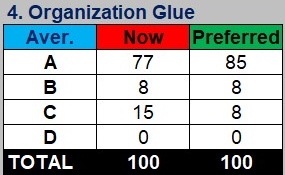 4. Organization Glue
Aver. Now Preferred
A 77 85
B 8 8
C 15 8
D 0 0
TOTAL 100 100